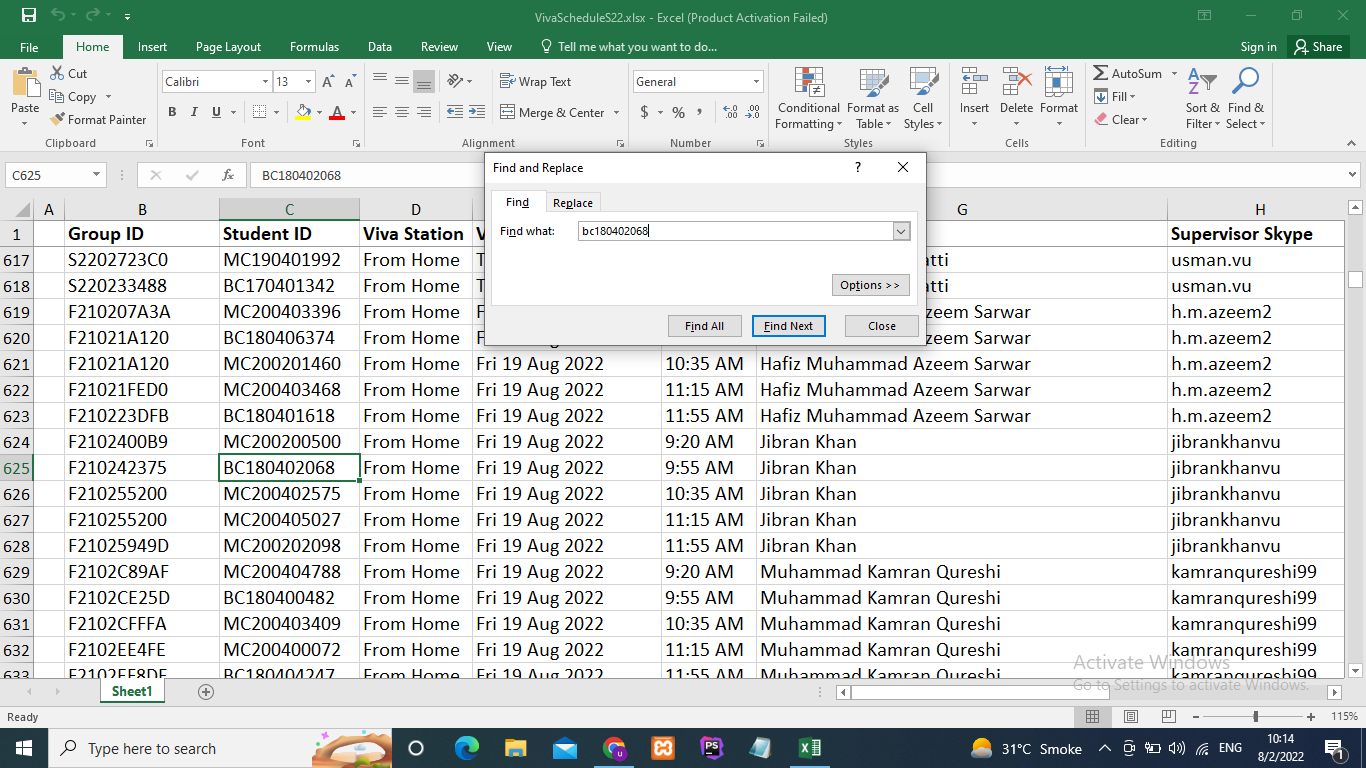 VivaScheduleS22.xlsx - Excel (Product Activation Failed)
File Home Insert Page Layout Formulas Data Review View Tell me what you want to do... Sign in Share
Paste Cut Copy Format Painter
Calibri 13 B I U
Wrap Text
Merge & Center
General
$ % ,
Conditional Formatting Format as Table Cell Styles
Insert Delete Format
AutoSum Fill Clear
Sort & Filter Find & Select
Clipboard Font Alignment Number Styles Cells Editing
C625 fx BC180402068
Find and Replace ?
Find Replace
Find what: bc180402068
Options >>
Find All Find Next Close
A B C D G H
1 Group ID Student ID Viva Station V Supervisor Skype
617 S2202723C0 MC190401992 From Home T atti usman.vu
618 S220233488 BC170401342 From Home T atti usman.vu
619 F210207A3A MC200403396 From Home F zeem Sarwar h.m.azeem2
620 F21021A120 BC180406374 From Home zeem Sarwar h.m.azeem2
621 F21021A120 MC200201460 From Home Fri 19 Aug 2022 10:35 AM Hafiz Muhammad Azeem Sarwar h.m.azeem2
622 F21021FED0 MC200403468 From Home Fri 19 Aug 2022 11:15 AM Hafiz Muhammad Azeem Sarwar h.m.azeem2
623 F210223DFB BC180401618 From Home Fri 19 Aug 2022 11:55 AM Hafiz Muhammad Azeem Sarwar h.m.azeem2
624 F2102400B9 MC200200500 From Home Fri 19 Aug 2022 9:20 AM Jibran Khan jibrankhanvu
625 F210242375 BC180402068 From Home Fri 19 Aug 2022 9:55 AM Jibran Khan jibrankhanvu
626 F210255200 MC200402575 From Home Fri 19 Aug 2022 10:35 AM Jibran Khan jibrankhanvu
627 F210255200 MC200405027 From Home Fri 19 Aug 2022 11:15 AM Jibran Khan jibrankhanvu
628 F21025949D MC200202098 From Home Fri 19 Aug 2022 11:55 AM Jibran Khan jibrankhanvu
629 F2102C89AF MC200404788 From Home Fri 19 Aug 2022 9:20 AM Muhammad Kamran Qureshi kamranqureshi99
630 F2102CE25D BC180400482 From Home Fri 19 Aug 2022 9:55 AM Muhammad Kamran Qureshi kamranqureshi99
631 F2102CFFFA MC200403409 From Home Fri 19 Aug 2022 10:35 AM Muhammad Kamran Qureshi kamranqureshi99
632 F2102EE4FE MC200400072 From Home Fri 19 Aug 2022 11:15 AM Muhammad Kamran Qureshi kamranqureshi99
633 F2102EE8DE BC180404247 From Home Fri 19 Aug 2022 11:55 AM Muhammad Kamran Qureshi kamranqureshi99
Activate Windows
Go to Settings to activate Windows.
Sheet1
Ready 115%
Type here to search 31°C Smoke ENG 10:14
8/2/2022 1